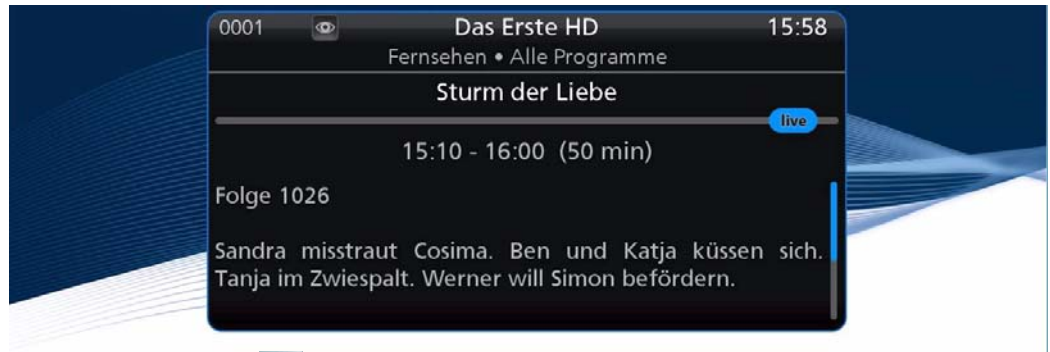 0001 Das Erste HD 15:58
Fernsehen • Alle Programme
Sturm der Liebe
live
15:10 - 16:00 (50 min)
Folge 1026
Sandra misstraut Cosima. Ben und Katja küssen sich.
Tanja im Zwiespalt. Werner will Simon befördern.